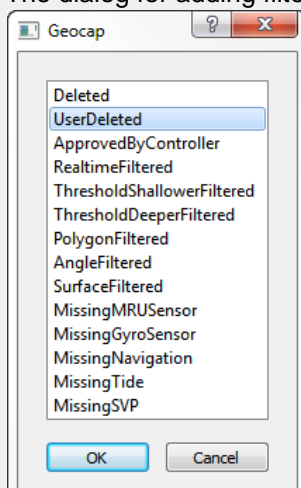 The dialog for adding filte
Geocap
Deleted
UserDeleted
ApprovedByController
RealtimeFiltered
ThresholdShallowerFiltered
ThresholdDeeperFiltered
PolygonFiltered
AngleFiltered
SurfaceFiltered
MissingMRUSensor
MissingGyroSensor
MissingNavigation
MissingTide
MissingSVP
OK Cancel